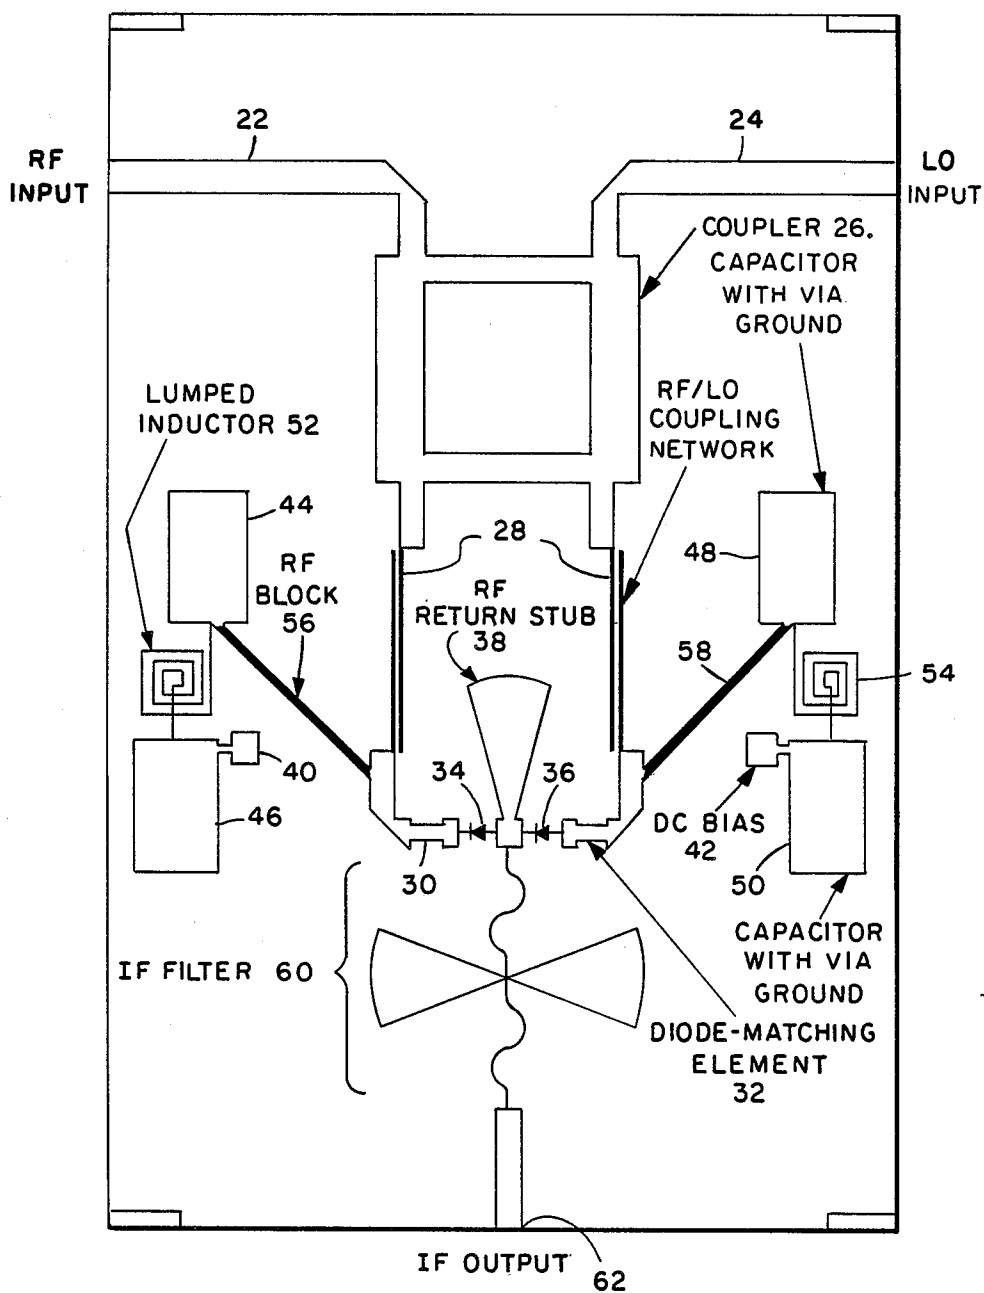 22
24
RF
INPUT
LO
INPUT
COUPLER 26.
CAPACITOR
WITH VIA
GROUND
LUMPED
INDUCTOR 52
RF/LO
COUPLING
NETWORK
44
28
48
RF
BLOCK
56
RF
RETURN STUB
38
58
54
40
34
36
46
DC BIAS
42
30
50
IF FILTER 60
CAPACITOR
WITH VIA
GROUND
DIODE-MATCHING
ELEMENT
32
IF OUTPUT
62